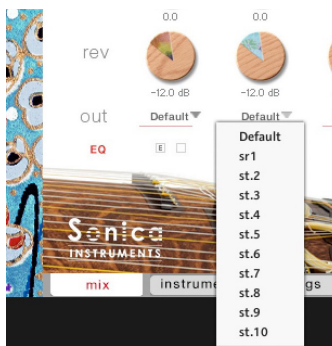 0.0 0.0
rev
-12.0 dB -12.0 dB
out Default Default
EQ E
Default
sr1
st.2
st.3
st.4
st.5
st.6
st.7
st.8
st.9
st.10
Sonica
INSTRUMENTS
mix instrume gs